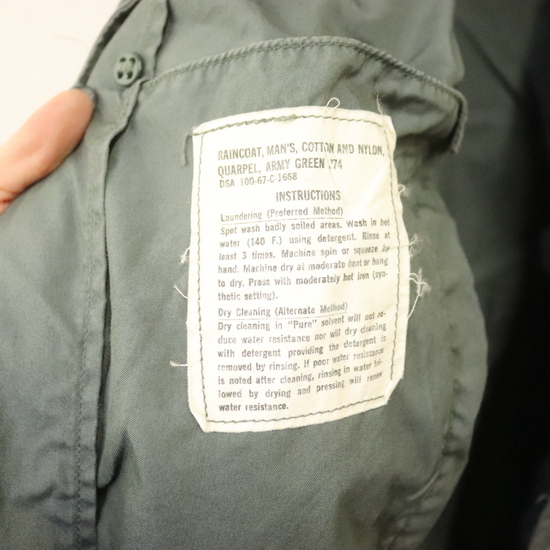 RAINCOAT, MAN'S, COTTON AND NYLON,
QUARPEL, ARMY GREEN 274
DSA 100-67-C-1668
INSTRUCTIONS
Laundering (Preferred Method)
Spot wash badly soiled areas. Wash in hot
water (140 F.) using detergent. Rinse at
least 3 times. Machine spin or squeeze by
hand. Machine dry at moderate heat or hang
to dry. Press with moderately hot iron (syn-
thetic setting).
Dry Cleaning (Alternate Method)
Dry cleaning in "Pure" solvent will not re-
duce water resistance nor will dry cleaning
with detergent providing the detergent is
removed by rinsing. If poor water resistance
is noted after cleaning, rinsing in water fol-
lowed by drying and pressing will renew
water resistance.